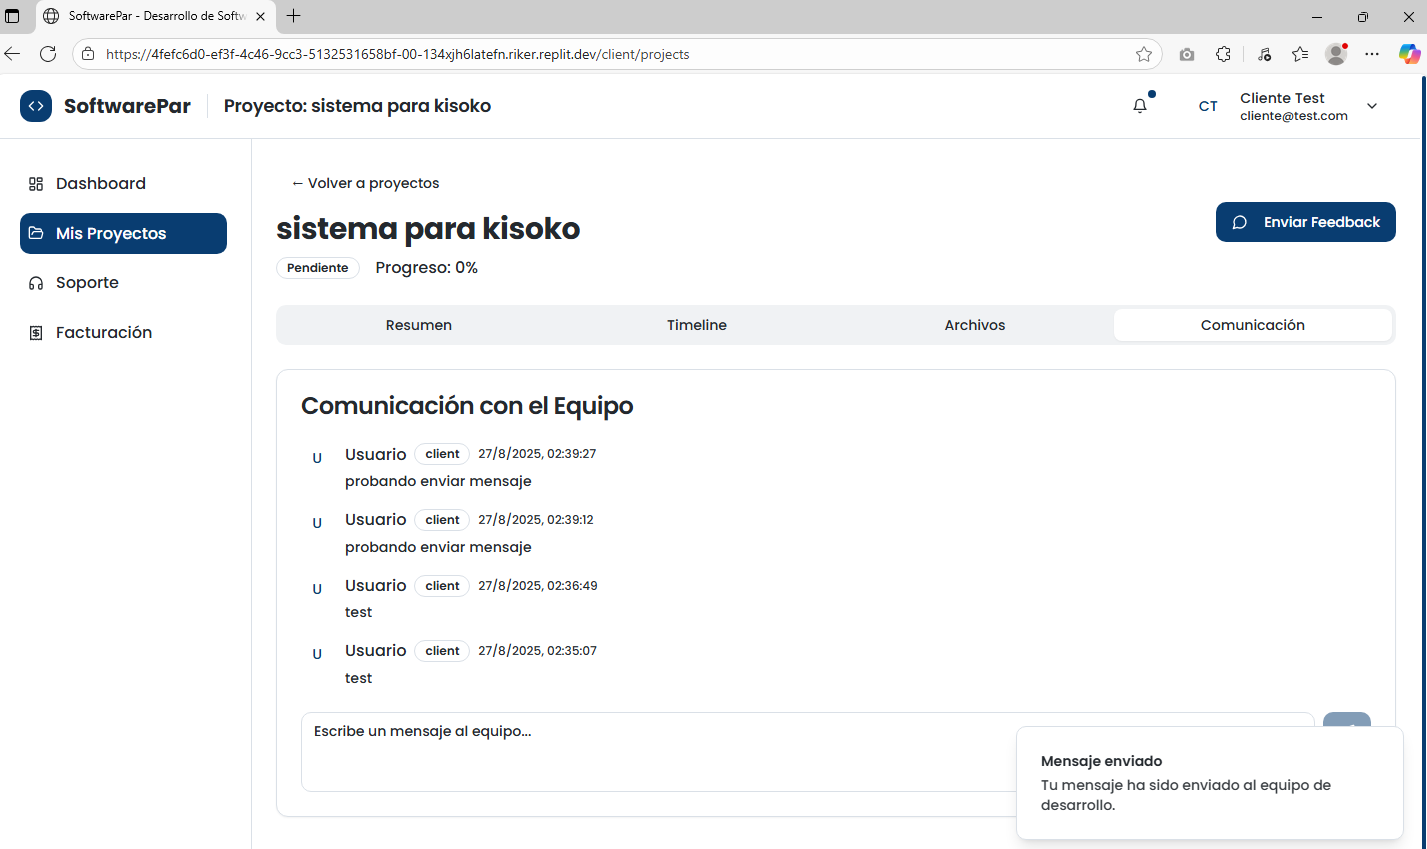 SoftwarePar - Desarrollo de Softw
https://4fefc6d0-ef3f-4c46-9cc3-5132531658bf-00-134xjh6latefn.riker.replit.dev/client/projects
SoftwarePar
Proyecto: sistema para kisoko
CT
Cliente Test
cliente@test.com
Dashboard
Mis Proyectos
Soporte
Facturación
← Volver a proyectos
sistema para kisoko
Enviar Feedback
Pendiente
Progreso: 0%
Resumen
Timeline
Archivos
Comunicación
Comunicación con el Equipo
U
Usuario client 27/8/2025, 02:39:27
probando enviar mensaje
U
Usuario client 27/8/2025, 02:39:12
probando enviar mensaje
U
Usuario client 27/8/2025, 02:36:49
test
U
Usuario client 27/8/2025, 02:35:07
test
Escribe un mensaje al equipo...
Mensaje enviado
Tu mensaje ha sido enviado al equipo de
desarrollo.